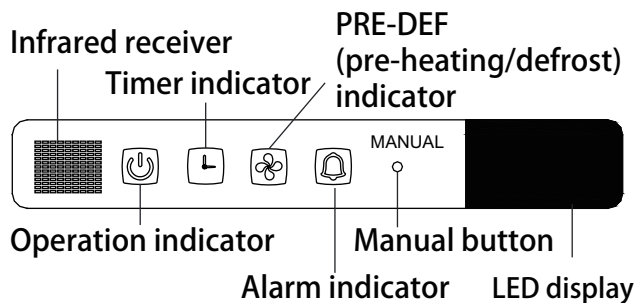 PRE-DEF
(pre-heating/defrost)
indicator
Infrared receiver
Timer indicator
MANUAL
Operation indicator
Manual button
Alarm indicator
LED display